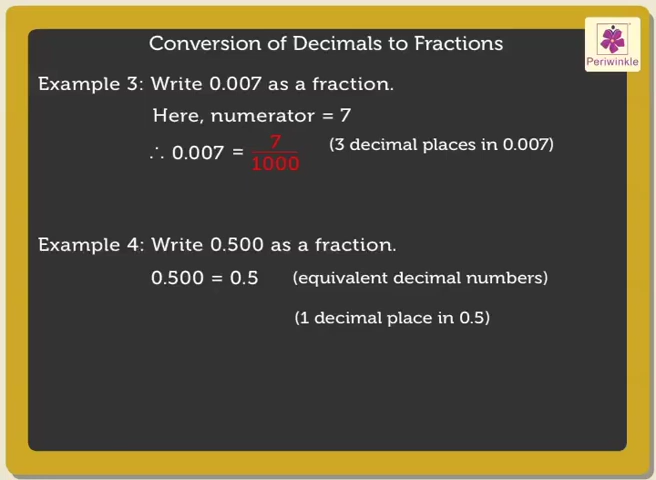 Conversion of Decimals to Fractions
Periwinkle
Example 3: Write 0.007 as a fraction.
Here, numerator = 7
∴ 0.007 = 7/1000 (3 decimal places in 0.007)
Example 4: Write 0.500 as a fraction.
0.500 = 0.5 (equivalent decimal numbers)
(1 decimal place in 0.5)